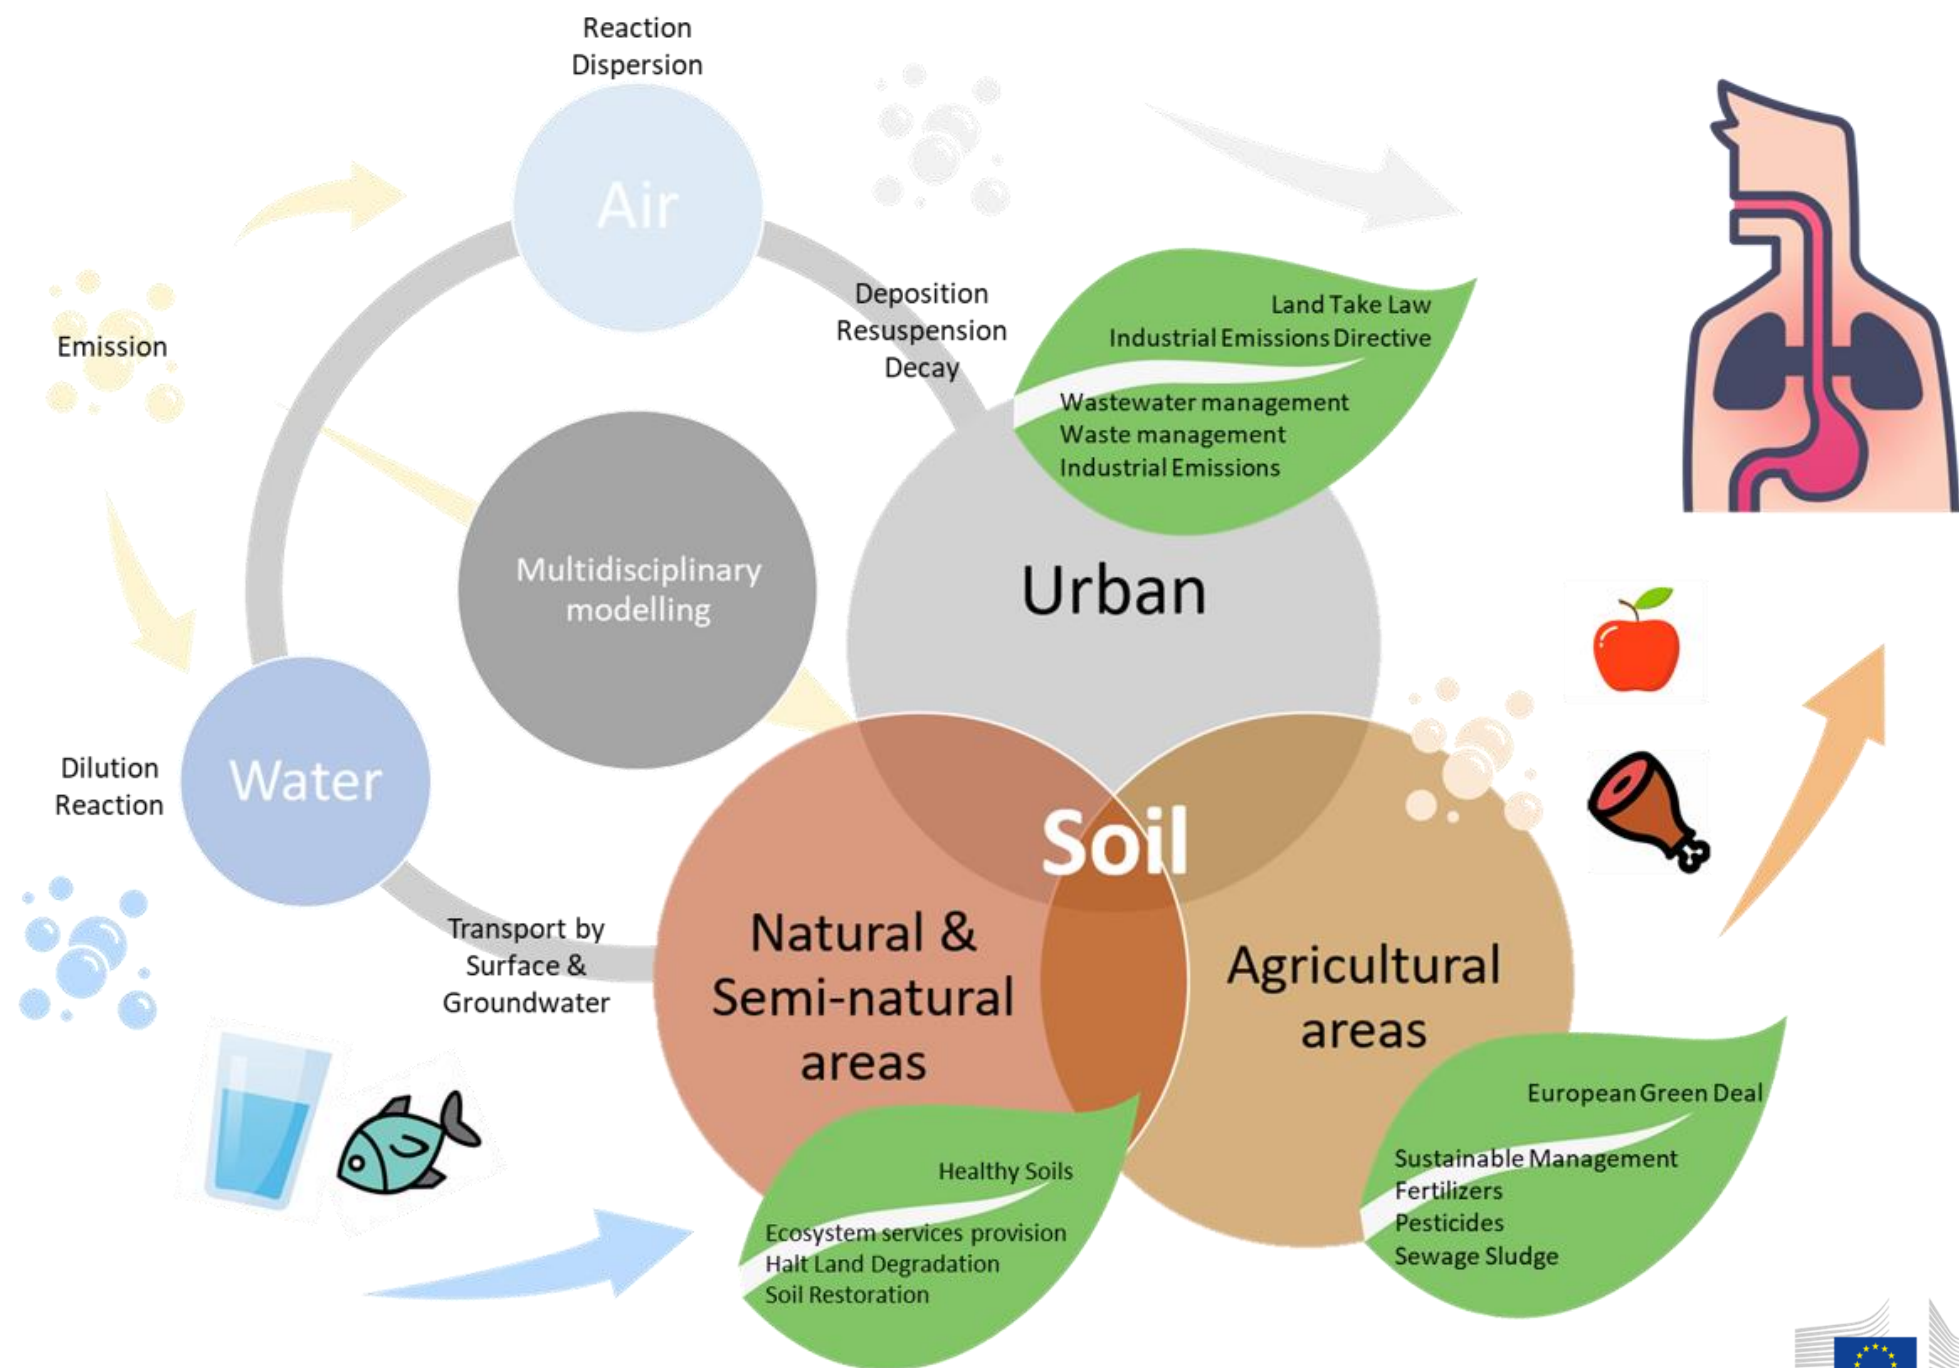 Reaction
Dispersion
Air
Emission
Deposition
Resuspension
Decay
Land Take Law
Industrial Emissions Directive
Wastewater management
Waste management
Industrial Emissions
Multidisciplinary
modelling
Urban
Dilution
Reaction
Water
Soil
Transport by
Surface &
Groundwater
Natural &
Semi-natural
areas
Agricultural
areas
European Green Deal
Sustainable Management
Fertilizers
Pesticides
Sewage Sludge
Healthy Soils
Ecosystem services provision
Halt Land Degradation
Soil Restoration